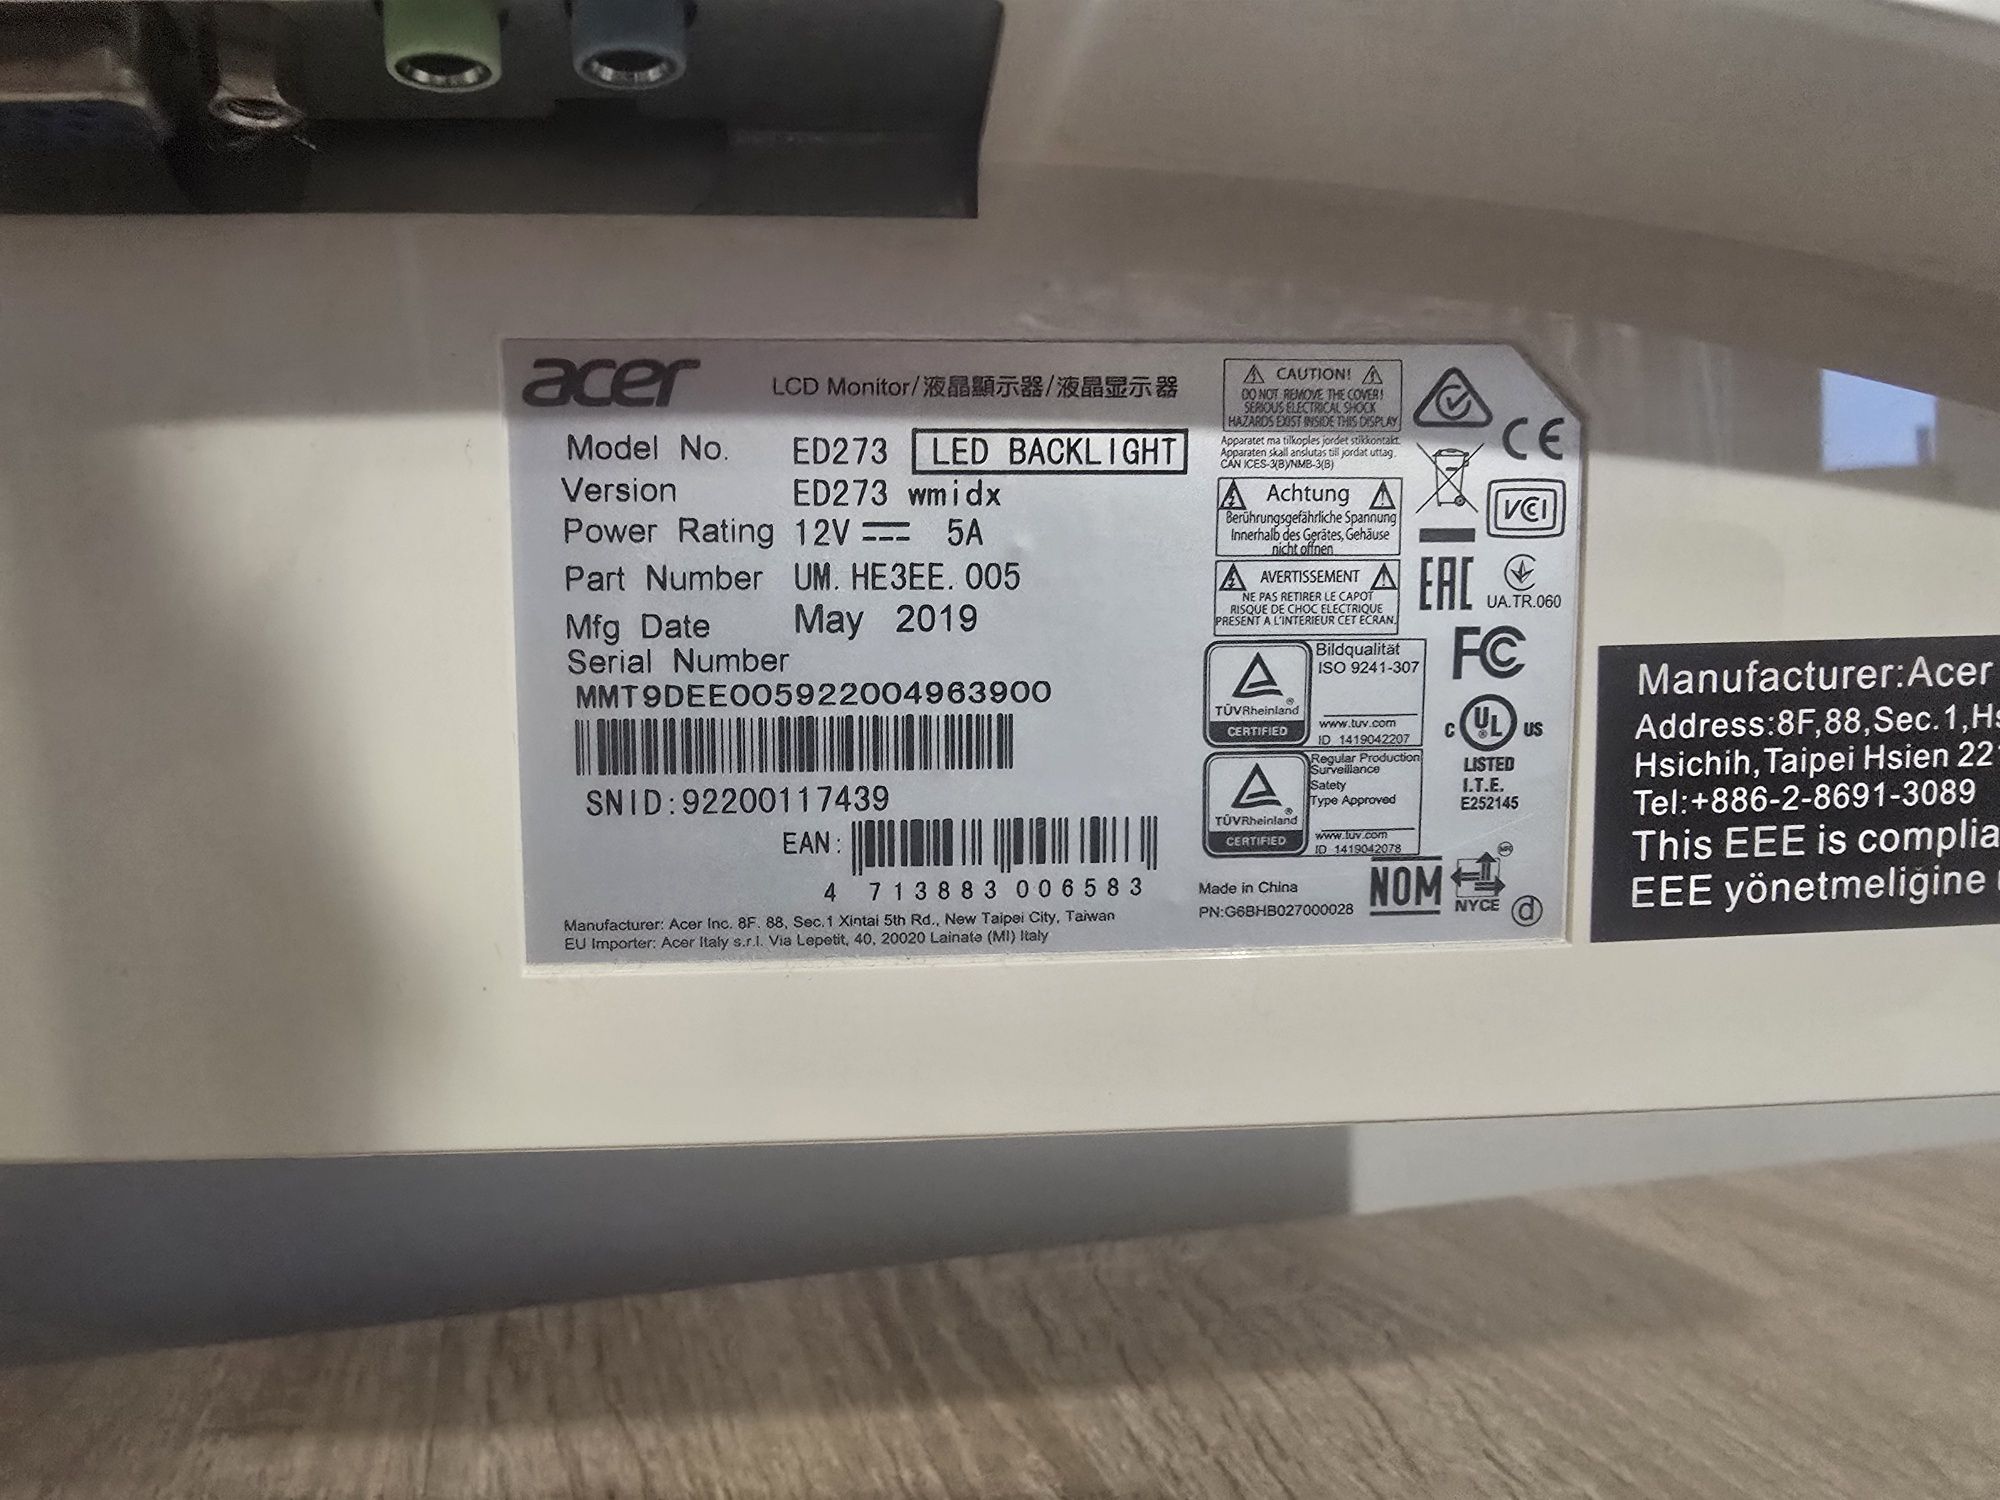 acer
LCD Monitor/液晶顯示器/液晶显示器
Model No. ED273 LED BACKLIGHT
Version ED273 wmidx
Power Rating 12V 5A
Part Number UM.HE3EE.005
Mfg Date May 2019
Serial Number
MMT9DEE005922004963900
SNID:92200117439
EAN:
4 713883 006583
Manufacturer: Acer Inc. 8F. 88, Sec.1 Xintai 5th Rd., New Taipei City, Taiwan
EU Importer: Acer Italy s.r.l. Via Lepetit, 40, 20020 Lainate (MI) Italy
CAUTION!
DO NOT REMOVE THE COVER!
SERIOUS ELECTRICAL SHOCK
HAZARDS EXIST INSIDE THIS DISPLAY
Apparatet ma tilkoples jordet stikkontakt.
Apparaten skall anslutas till jordat uttag.
CAN ICES-3(B)/NMB-3(B)
Achtung
Berührungsgefährliche Spannung
Innerhalb des Gerätes, Gehäuse
nicht offnen
AVERTISSEMENT
NE PAS RETIRER LE CAPOT
RISQUE DE CHOC ELECTRIQUE
PRESENT A L'INTERIEUR CET ECRAN.
TÜVRheinland
CERTIFIED
Bildqualität
ISO 9241-307
www.tuv.com
ID 1419042207
TÜVRheinland
CERTIFIED
Regular Production
Surveillance
Safety
Type Approved
www.tuv.com
ID 1419042078
Made in China
PN:G6BHB027000028
CE
VCI
EAC
UA.TR.060
FC
c UL US
LISTED
I.T.E.
E252145
NOM
NYCE
d
Manufacturer:Acer
Address:8F,88,Sec.1,Hs
Hsichih,Taipei Hsien 221
Tel:+886-2-8691-3089
This EEE is complia
EEE yönetmeliğine